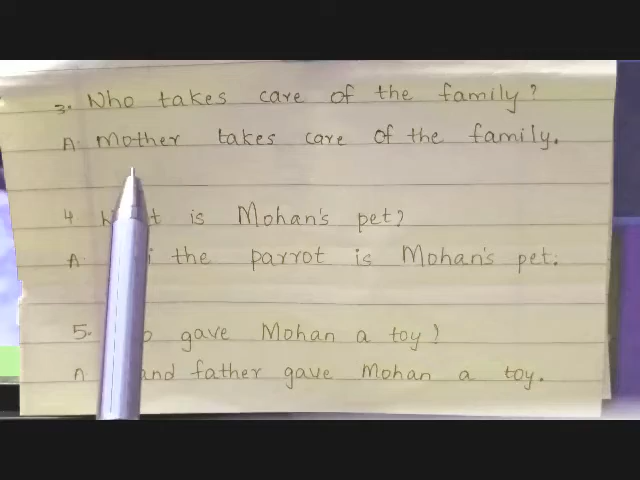 3. Who takes care of the family?
A. Mother takes care of the family.
4 is Mohan's pet?
A the parrot is Mohan's pet.
5. gave Mohan a toy?
A father gave Mohan a toy.